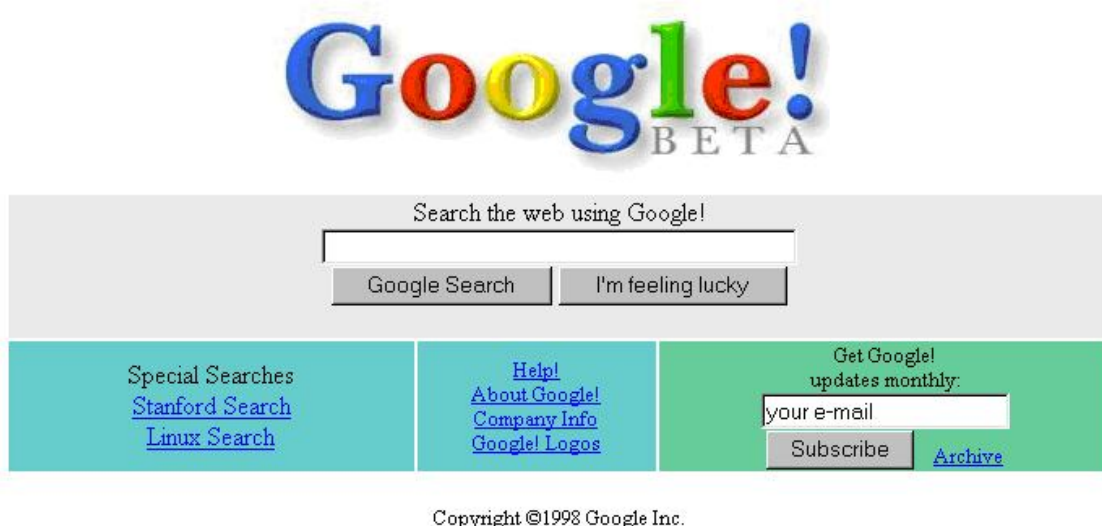 Google!
BETA
Search the web using Google!
Google Search I'm feeling lucky
Special Searches
Stanford Search
Linux Search
Help!
About Google!
Company Info
Google! Logos
Get Google!
updates monthly:
your e-mail
Subscribe Archive
Copyright ©1998 Google Inc.